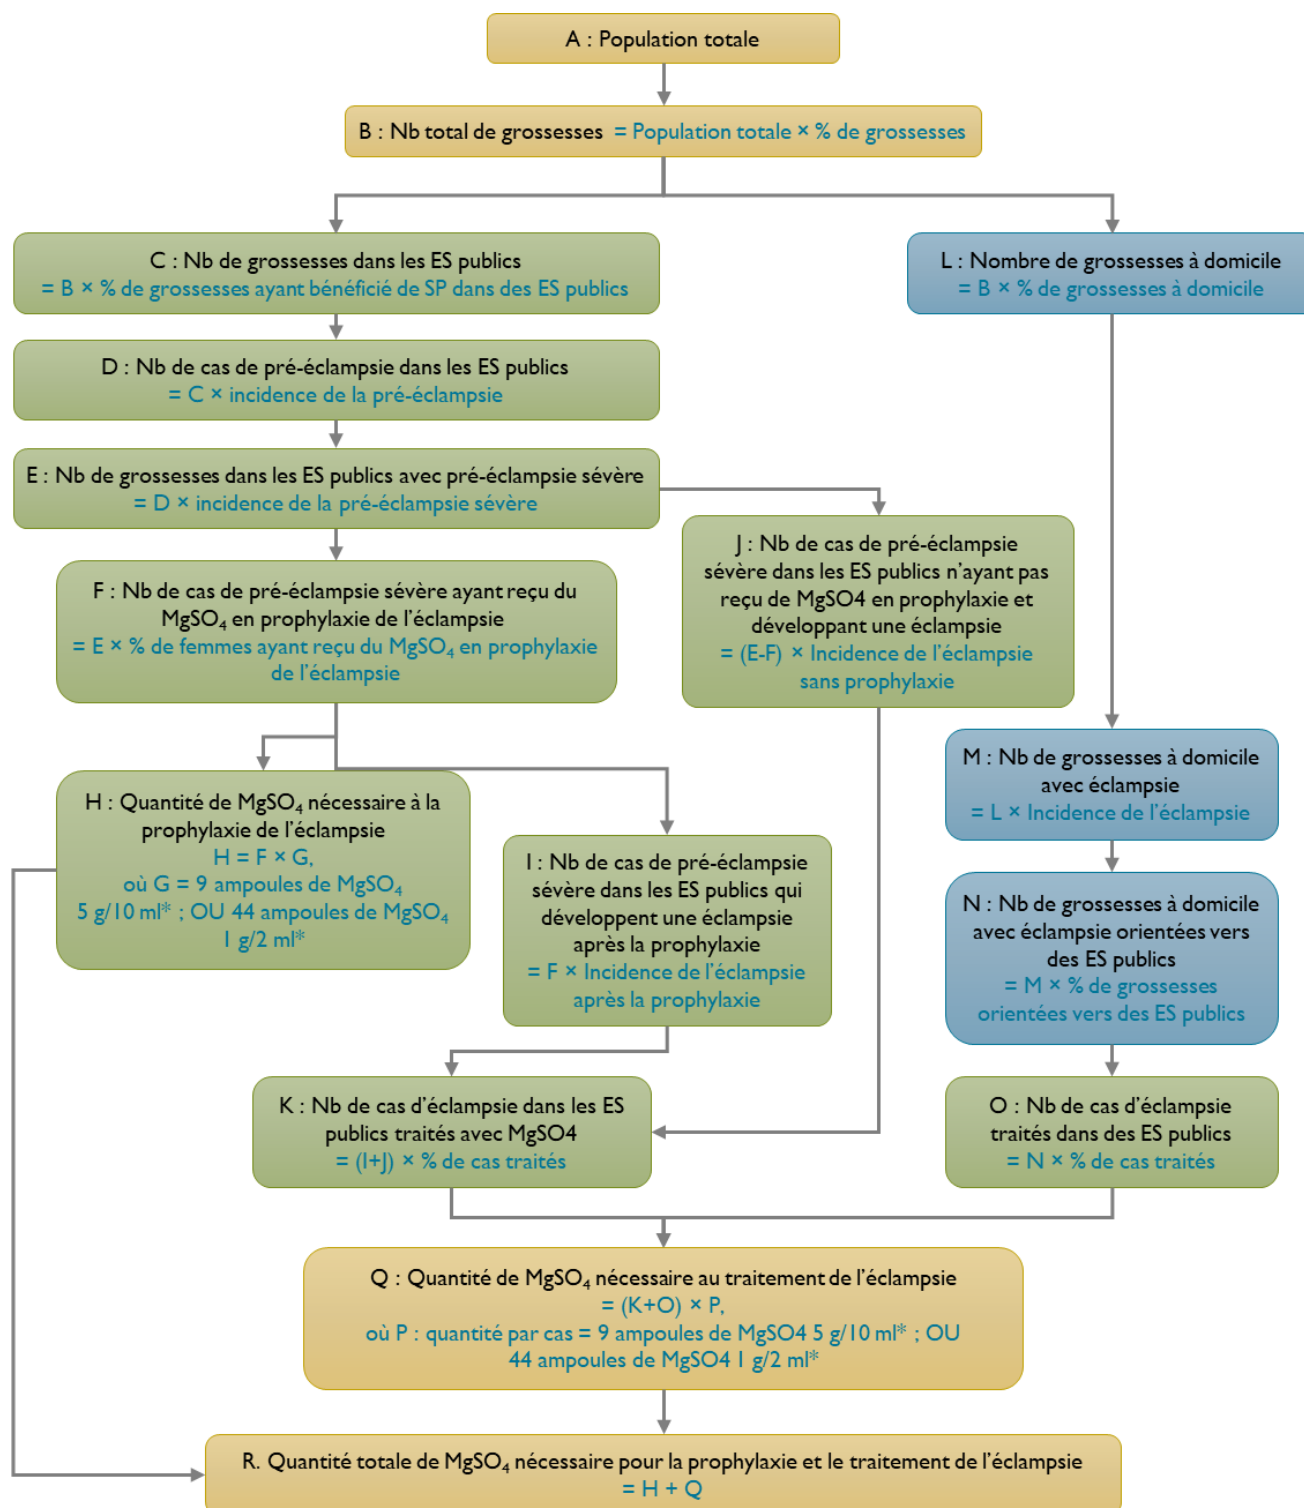 A : Population totale
B : Nb total de grossesses = Population totale × % de grossesses
C : Nb de grossesses dans les ES publics
= B × % de grossesses ayant bénéficié de SP dans des ES publics
L : Nombre de grossesses à domicile
= B × % de grossesses à domicile
D : Nb de cas de pré-éclampsie dans les ES publics
= C × incidence de la pré-éclampsie
E : Nb de grossesses dans les ES publics avec pré-éclampsie sévère
= D × incidence de la pré-éclampsie sévère
J : Nb de cas de pré-éclampsie
sévère dans les ES publics n’ayant pas
reçu de MgSO4 en prophylaxie et
développant une éclampsie
= (E-F) × Incidence de l’éclampsie
sans prophylaxie
F : Nb de cas de pré-éclampsie sévère ayant reçu du
MgSO₄ en prophylaxie de l’éclampsie
= E × % de femmes ayant reçu du MgSO₄ en prophylaxie
de l’éclampsie
M : Nb de grossesses à domicile
avec éclampsie
= L × Incidence de l’éclampsie
H : Quantité de MgSO₄ nécessaire à la
prophylaxie de l’éclampsie
H = F × G,
où G = 9 ampoules de MgSO₄
5 g/10 ml* ; OU 44 ampoules de MgSO₄
1 g/2 ml*
I : Nb de cas de pré-éclampsie
sévère dans les ES publics qui
développent une éclampsie
après la prophylaxie
= F × Incidence de l’éclampsie
après la prophylaxie
N : Nb de grossesses à domicile
avec éclampsie orientées vers
des ES publics
= M × % de grossesses
orientées vers des ES publics
K : Nb de cas d’éclampsie dans les ES
publics traités avec MgSO4
= (I+J) × % de cas traités
O : Nb de cas d’éclampsie
traités dans des ES publics
= N × % de cas traités
Q : Quantité de MgSO₄ nécessaire au traitement de l’éclampsie
= (K+O) × P,
où P : quantité par cas = 9 ampoules de MgSO4 5 g/10 ml* ; OU
44 ampoules de MgSO4 1 g/2 ml*
R. Quantité totale de MgSO₄ nécessaire pour la prophylaxie et le traitement de l’éclampsie
= H + Q